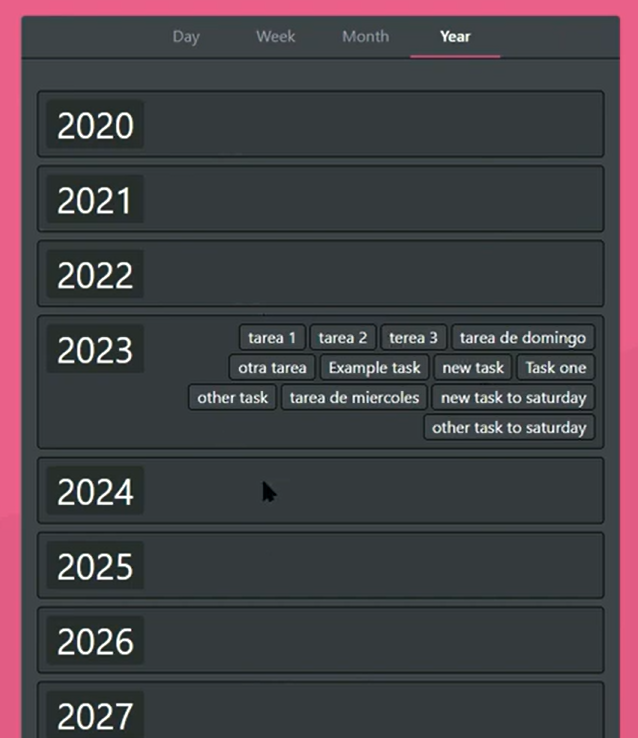 Day Week Month Year
2020
2021
2022
2023
tarea 1 tarea 2 terea 3 tarea de domingo
otra tarea Example task new task Task one
other task tarea de miercoles new task to saturday
other task to saturday
2024
2025
2026
2027